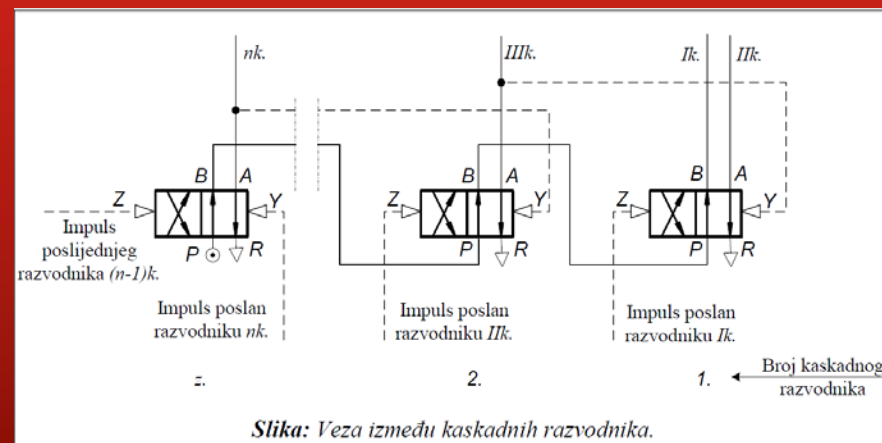 nk.
IIIk.
Ik.
IIk.
B A
B A
B A
Z Y
Z Y
Z Y
P R
P R
P R
Impuls
poslijednjeg
razvodnika (n-1)k.
Impuls poslan
razvodniku nk.
Impuls poslan
razvodniku IIk.
Impuls poslan
razvodniku Ik.
z.
2.
1.
Broj kaskadnog
razvodnika
Slika: Veza između kaskadnih razvodnika.